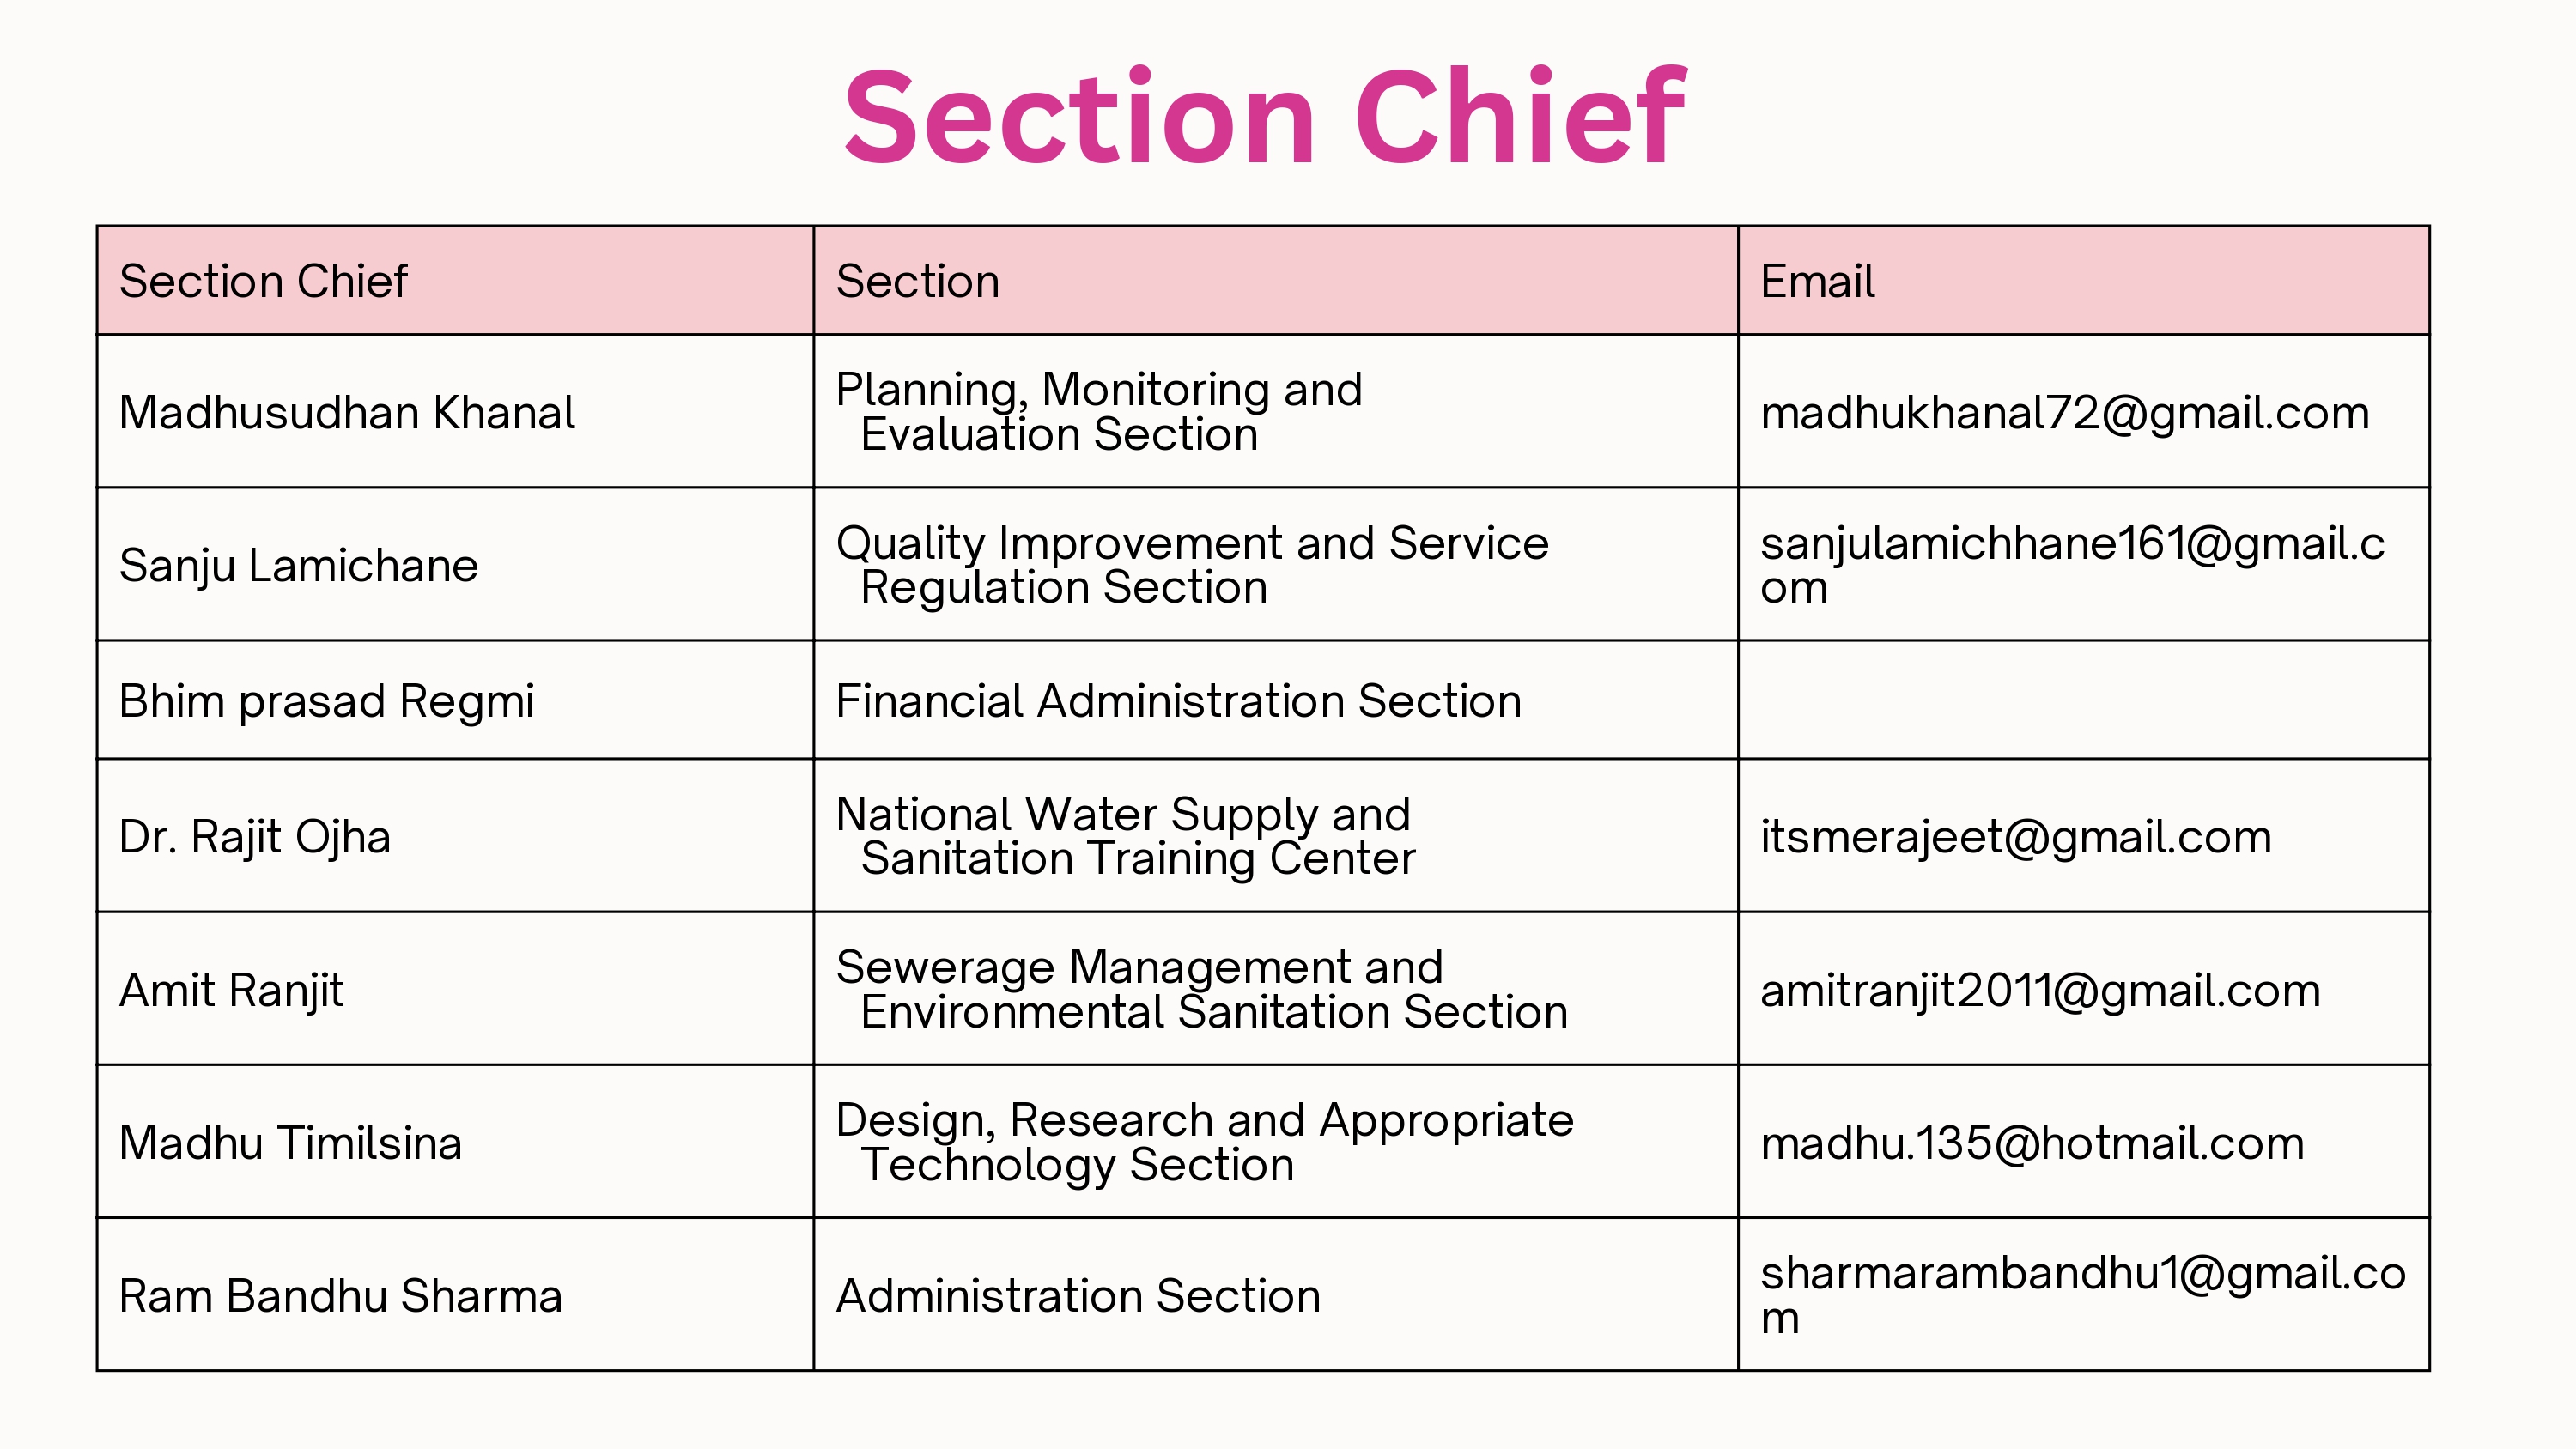 Section Chief
Section Chief
Section
Email
Madhusudhan Khanal
Planning, Monitoring and
Evaluation Section
madhukhanal72@gmail.com
Sanju Lamichane
Quality Improvement and Service
Regulation Section
sanjulamichhane161@gmail.c
om
Bhim prasad Regmi
Financial Administration Section
Dr. Rajit Ojha
National Water Supply and
Sanitation Training Center
itsmerajeet@gmail.com
Amit Ranjit
Sewerage Management and
Environmental Sanitation Section
amitranjit2011@gmail.com
Madhu Timilsina
Design, Research and Appropriate
Technology Section
madhu.135@hotmail.com
Ram Bandhu Sharma
Administration Section
sharmarambandhu1@gmail.co
m